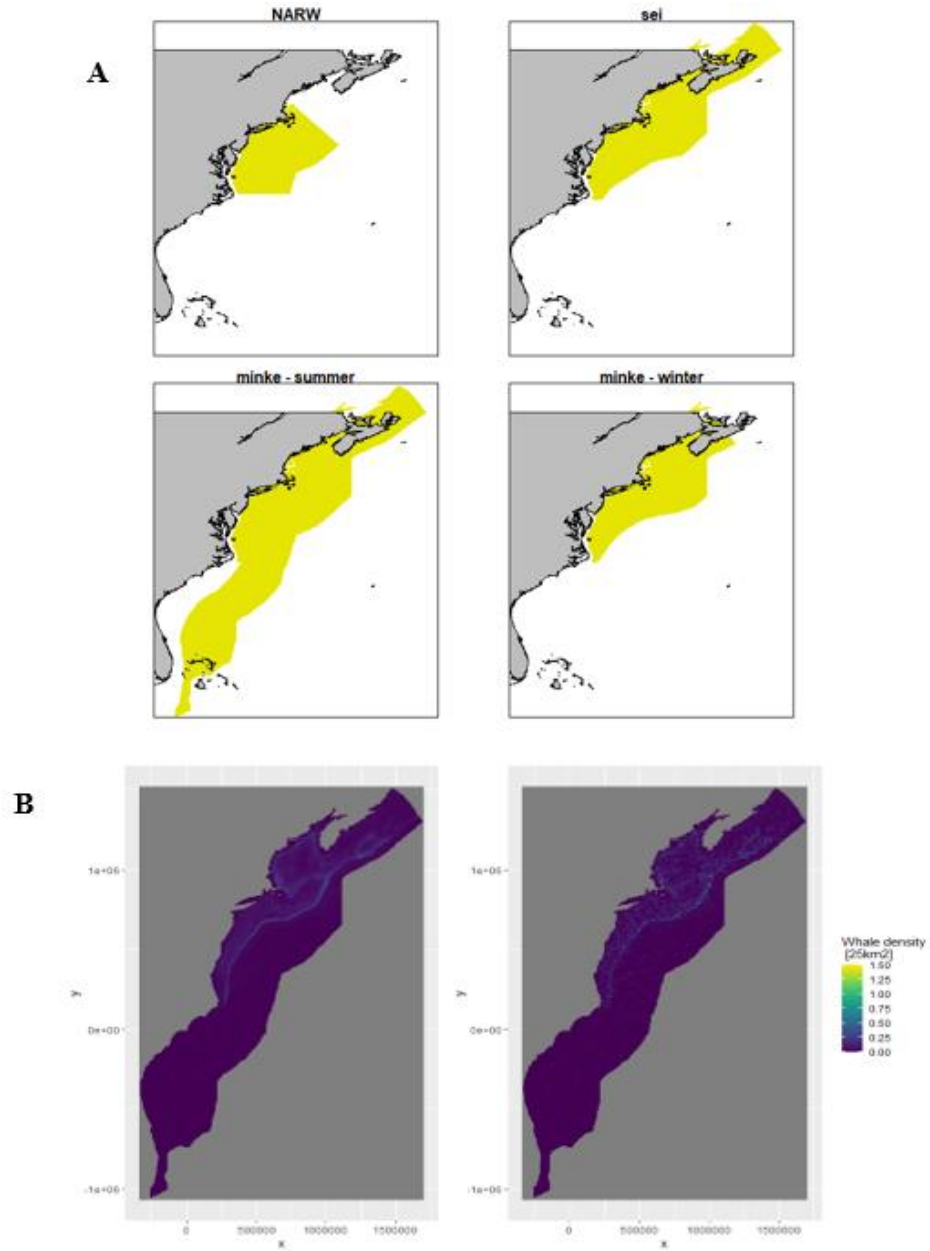 NARW
sei
A
minke - summer
minke - winter
B
1e+06
0e+00
-1e+06
y
0
500000
1000000
1500000
x
1e+06
0e+00
-1e+06
y
0
500000
1000000
1500000
x
Whale density
[25km2]
1.50
1.25
1.00
0.75
0.50
0.25
0.00